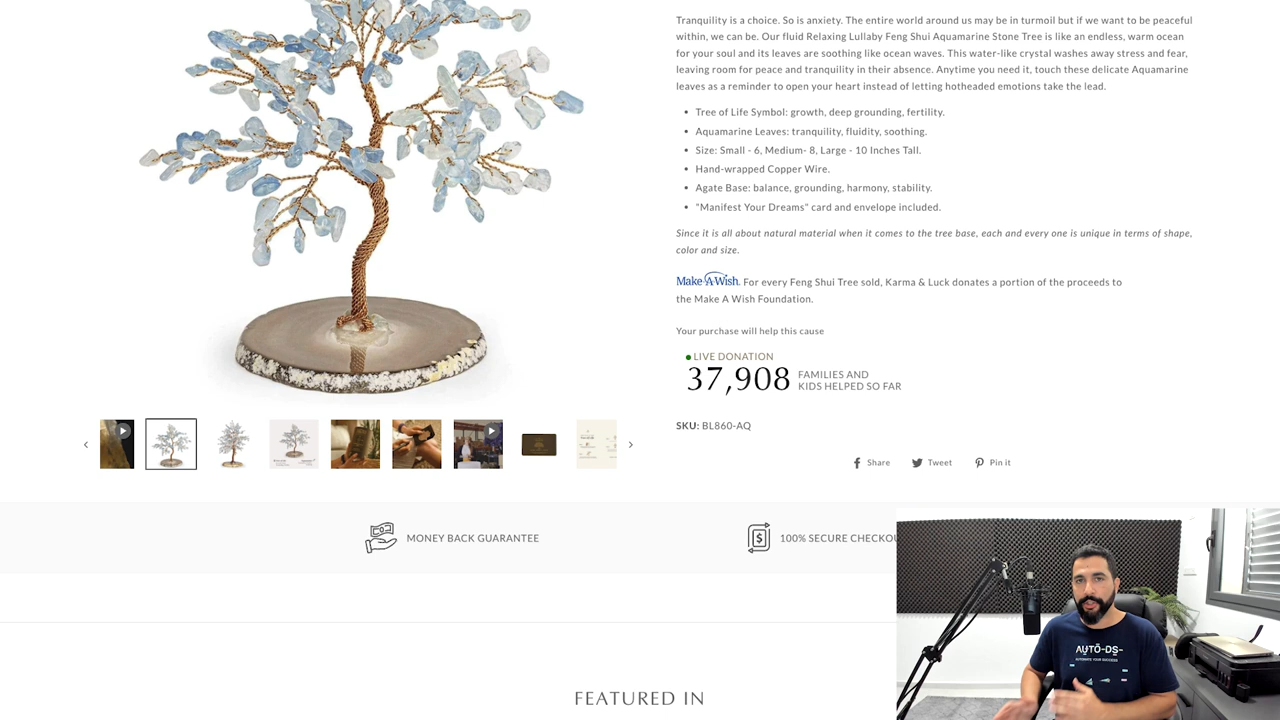 Tranquility is a choice. So is anxiety. The entire world around us may be in turmoil but if we want to be peaceful
within, we can be. Our fluid Relaxing Lullaby Feng Shui Aquamarine Stone Tree is like an endless, warm ocean
for your soul and its leaves are soothing like ocean waves. This water-like crystal washes away stress and fear,
leaving room for peace and tranquility in their absence. Anytime you need it, touch these delicate Aquamarine
leaves as a reminder to open your heart instead of letting hotheaded emotions take the lead.
• Tree of Life Symbol: growth, deep grounding, fertility.
• Aquamarine Leaves: tranquility, fluidity, soothing.
• Size: Small - 6, Medium- 8, Large - 10 Inches Tall.
• Hand-wrapped Copper Wire.
• Agate Base: balance, grounding, harmony, stability.
• "Manifest Your Dreams" card and envelope included.
Since it is all about natural material when it comes to the tree base, each and every one is unique in terms of shape,
color and size.
Make-A-Wish. For every Feng Shui Tree sold, Karma & Luck donates a portion of the proceeds to
the Make A Wish Foundation.
Your purchase will help this cause
LIVE DONATION
37,908 FAMILIES AND
KIDS HELPED SO FAR
SKU: BL860-AQ
Share Tweet Pin it
MONEY BACK GUARANTEE
100% SECURE CHECKOU
AUTO-DS-
AUTOMATE YOUR SUCCESS
FEATURED IN